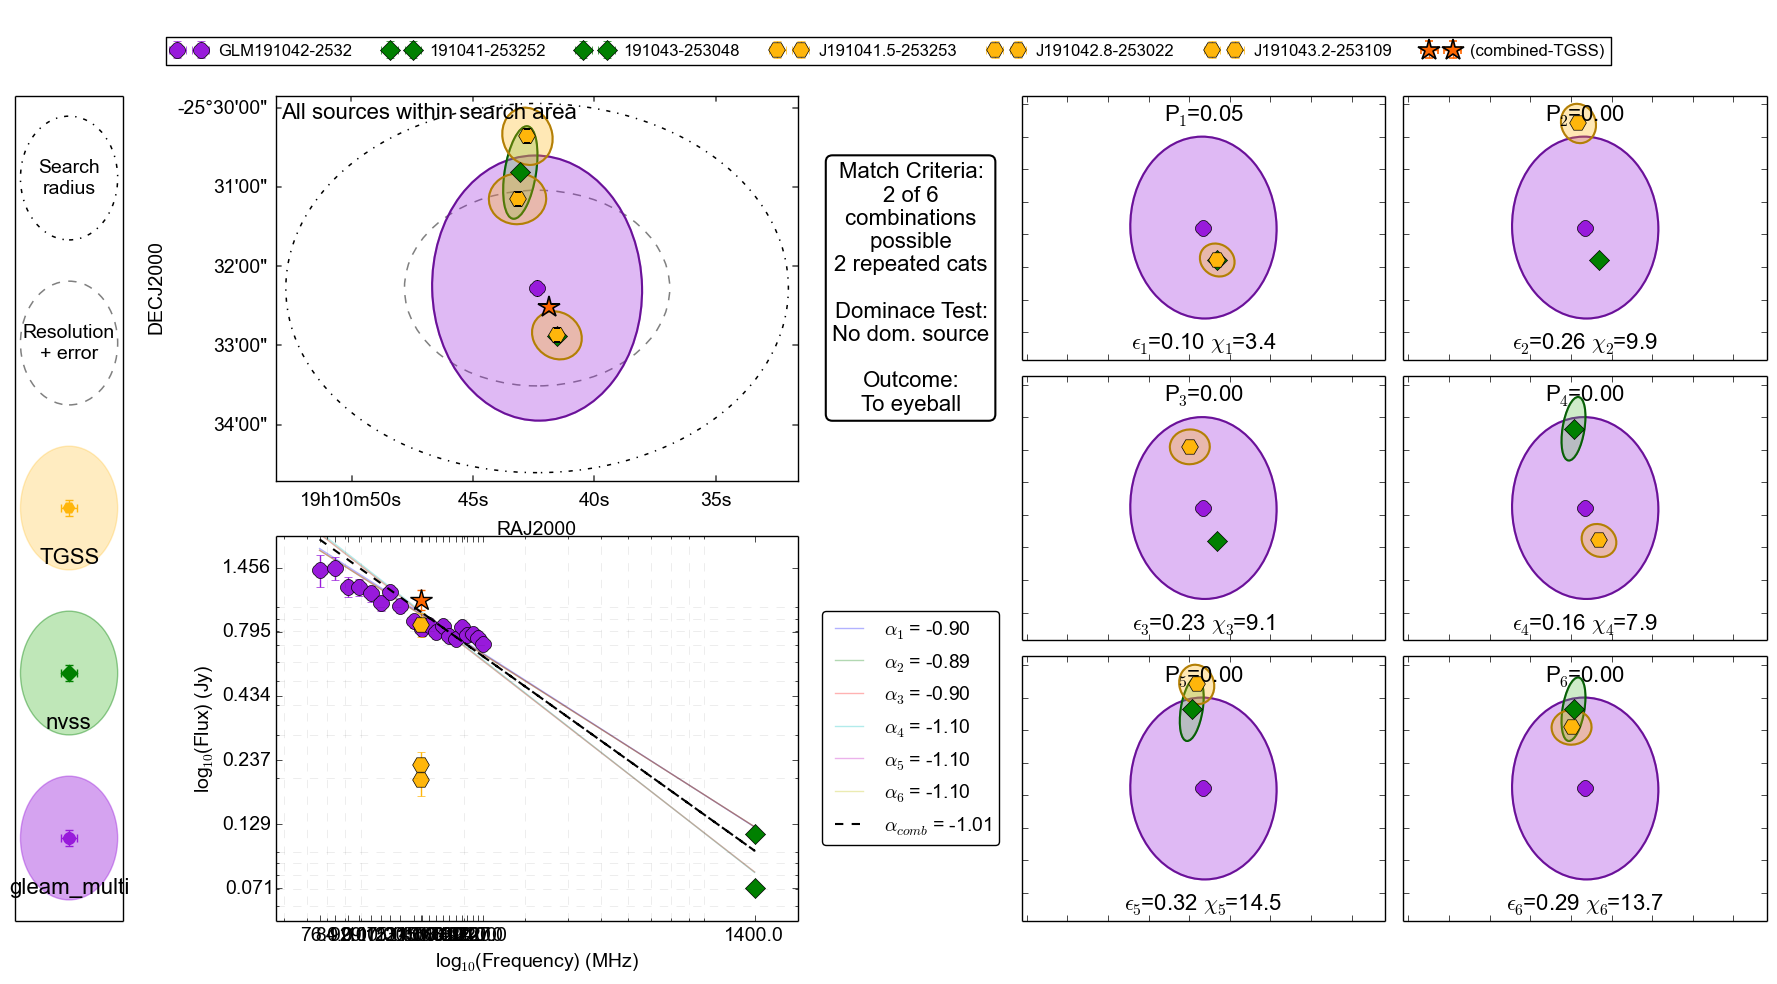 GLM191042-2532 191041-253252 191043-253048 J191041.5-253253 J191042.8-253022 J191043.2-253109 (combined-TGSS)
Search
radius
Resolution
+ error
TGSS
nvss
gleam_multi
All sources within search area
DECJ2000
-25°30'00"
31'00"
32'00"
33'00"
34'00"
19h10m50s 45s 40s 35s
RAJ2000
log10(Flux) (Jy)
1.456
0.795
0.434
0.237
0.129
0.071
1400.0
log10(Frequency) (MHz)
Match Criteria:
2 of 6
combinations
possible
2 repeated cats
Dominace Test:
No dom. source
Outcome:
To eyeball
α1 = -0.90
α2 = -0.89
α3 = -0.90
α4 = -1.10
α5 = -1.10
α6 = -1.10
αcomb = -1.01
P1=0.05
ϵ1=0.10 χ1=3.4
P2=0.00
ϵ2=0.26 χ2=9.9
P3=0.00
ϵ3=0.23 χ3=9.1
P4=0.00
ϵ4=0.16 χ4=7.9
P5=0.00
ϵ5=0.32 χ5=14.5
P6=0.00
ϵ6=0.29 χ6=13.7